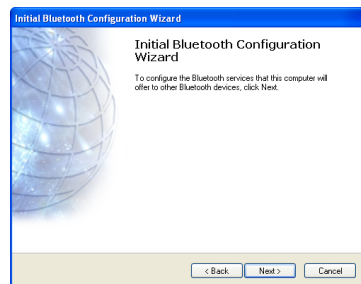 Initial Bluetooth Configuration Wizard
Initial Bluetooth Configuration
Wizard
To configure the Bluetooth services that this computer will
offer to other Bluetooth devices, click Next.
< Back
Next >
Cancel